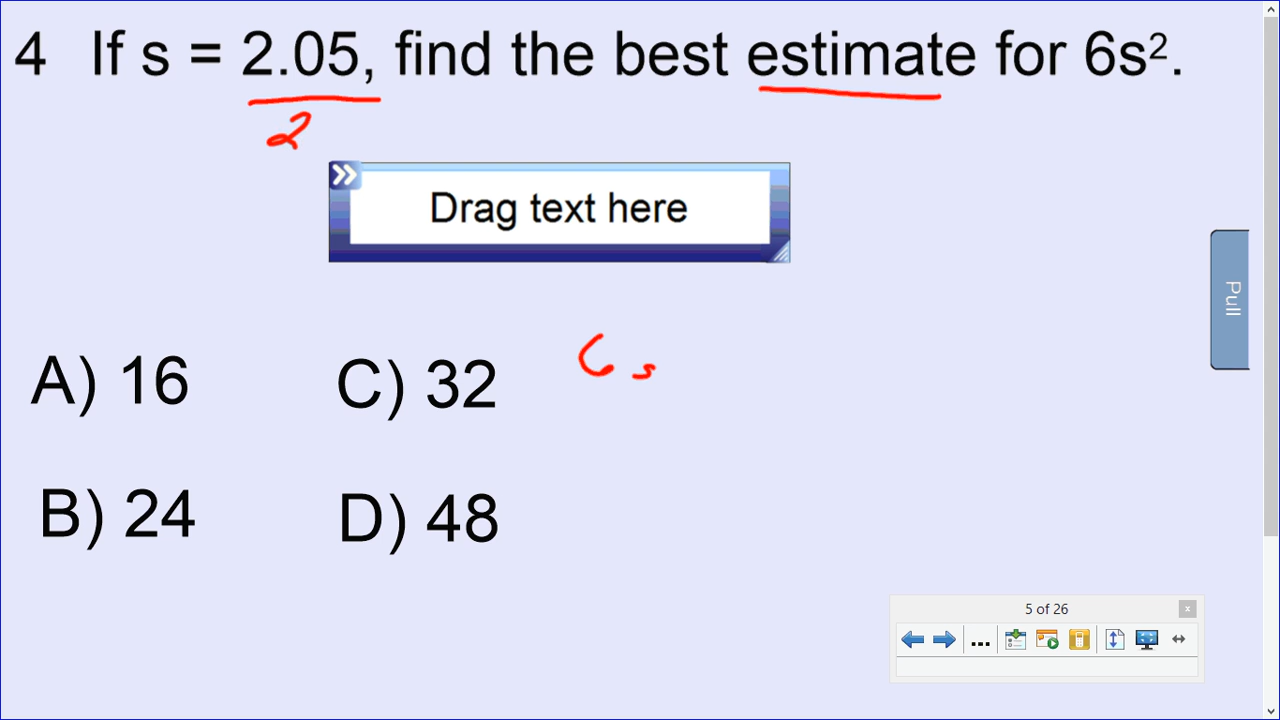 4 If s = 2.05, find the best estimate for 6s².
2
Drag text here
Pull
A) 16 C) 32 6 s
B) 24 D) 48
5 of 26 x
...